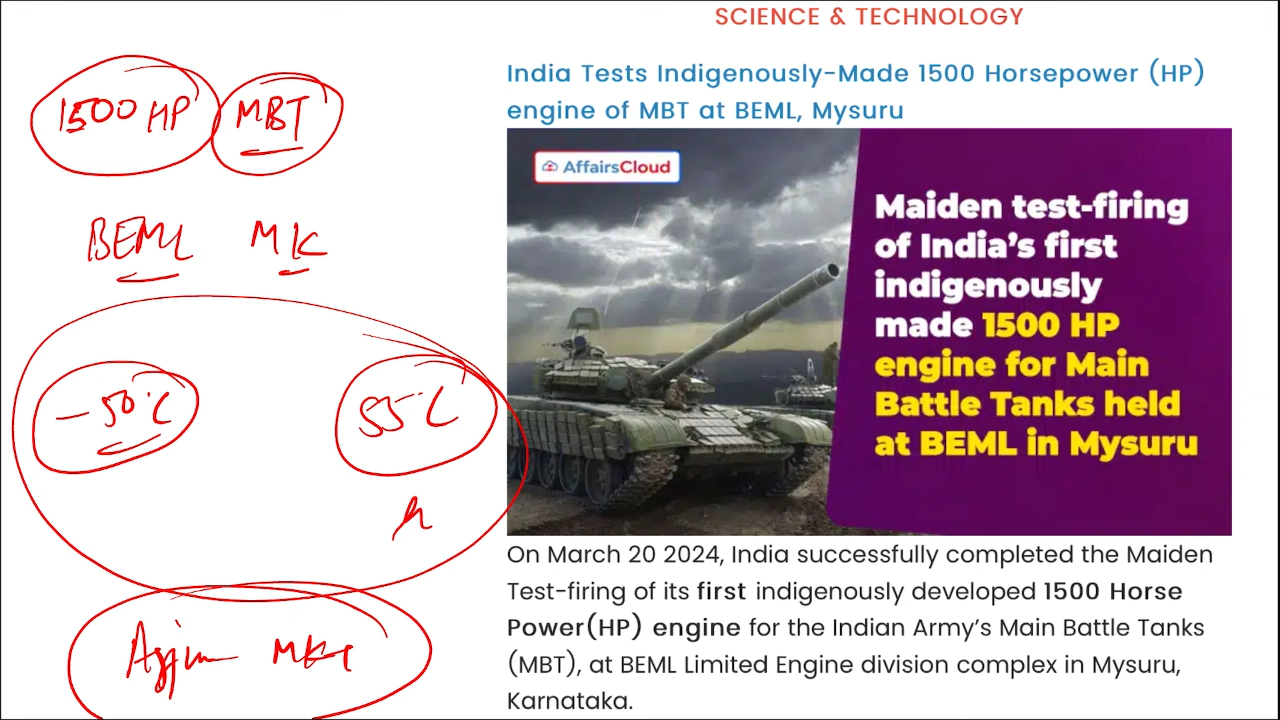 SCIENCE & TECHNOLOGY
India Tests Indigenously-Made 1500 Horsepower (HP)
engine of MBT at BEML, Mysuru
AffairsCloud
Maiden test-firing
of India's first
indigenously
made 1500 HP
engine for Main
Battle Tanks held
at BEML in Mysuru
On March 20 2024, India successfully completed the Maiden
Test-firing of its first indigenously developed 1500 Horse
Power(HP) engine for the Indian Army's Main Battle Tanks
(MBT), at BEML Limited Engine division complex in Mysuru,
Karnataka.
1500 HP MBT
BEML MK
-50°C 55°C